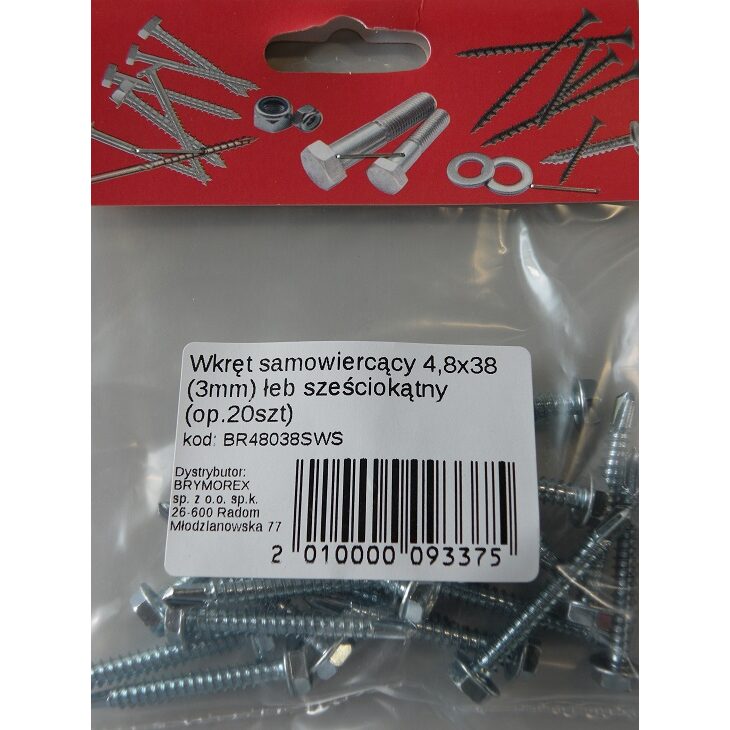 Wkręt samowiercący 4,8x38
(3mm) łeb sześciokątny
(op.20szt)
kod: BR48038SWS
Dystrybutor:
BRYMOREX
sp. z o.o. sp.k.
26-600 Radom
Młodzianowska 77
2 010000 093375